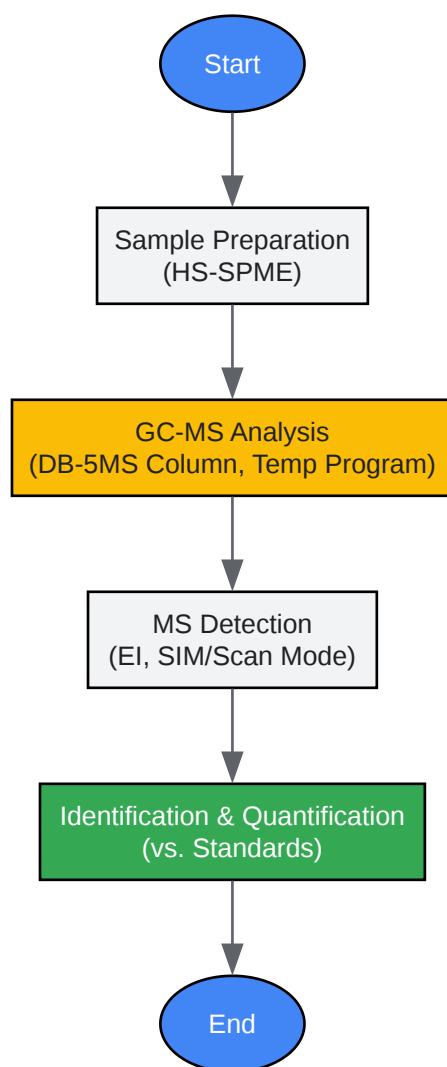 Start
Sample Preparation
(HS-SPME)
GC-MS Analysis
(DB-5MS Column, Temp Program)
MS Detection
(EI, SIM/Scan Mode)
Identification & Quantification
(vs. Standards)
End